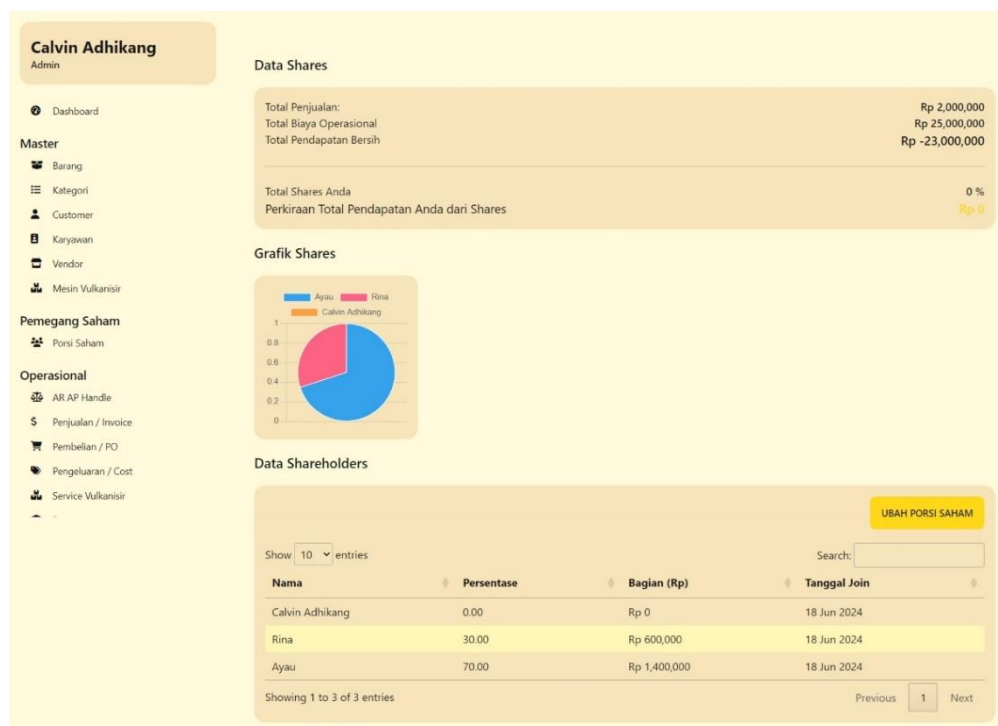 Calvin Adhikang
Admin
Dashboard
Master
Barang
Kategori
Customer
Karyawan
Vendor
Mesin Vulkanisir
Pemegang Saham
Porsi Saham
Operasional
AR AP Handle
Penjualan / Invoice
Pembelian / PO
Pengeluaran / Cost
Service Vulkanisir
Data Shares
Total Penjualan: Rp 2,000,000
Total Biaya Operasional Rp 25,000,000
Total Pendapatan Bersih Rp -23,000,000
Total Shares Anda 0 %
Perkiraan Total Pendapatan Anda dari Shares Rp 0
Grafik Shares
Ayau Rina
Calvin Adhikang
1
0.8
0.6
0.4
0.2
0
Data Shareholders
UBAH PORSI SAHAM
Show 10 entries Search:
Nama Persentase Bagian (Rp) Tanggal Join
Calvin Adhikang 0.00 Rp 0 18 Jun 2024
Rina 30.00 Rp 600,000 18 Jun 2024
Ayau 70.00 Rp 1,400,000 18 Jun 2024
Showing 1 to 3 of 3 entries Previous 1 Next